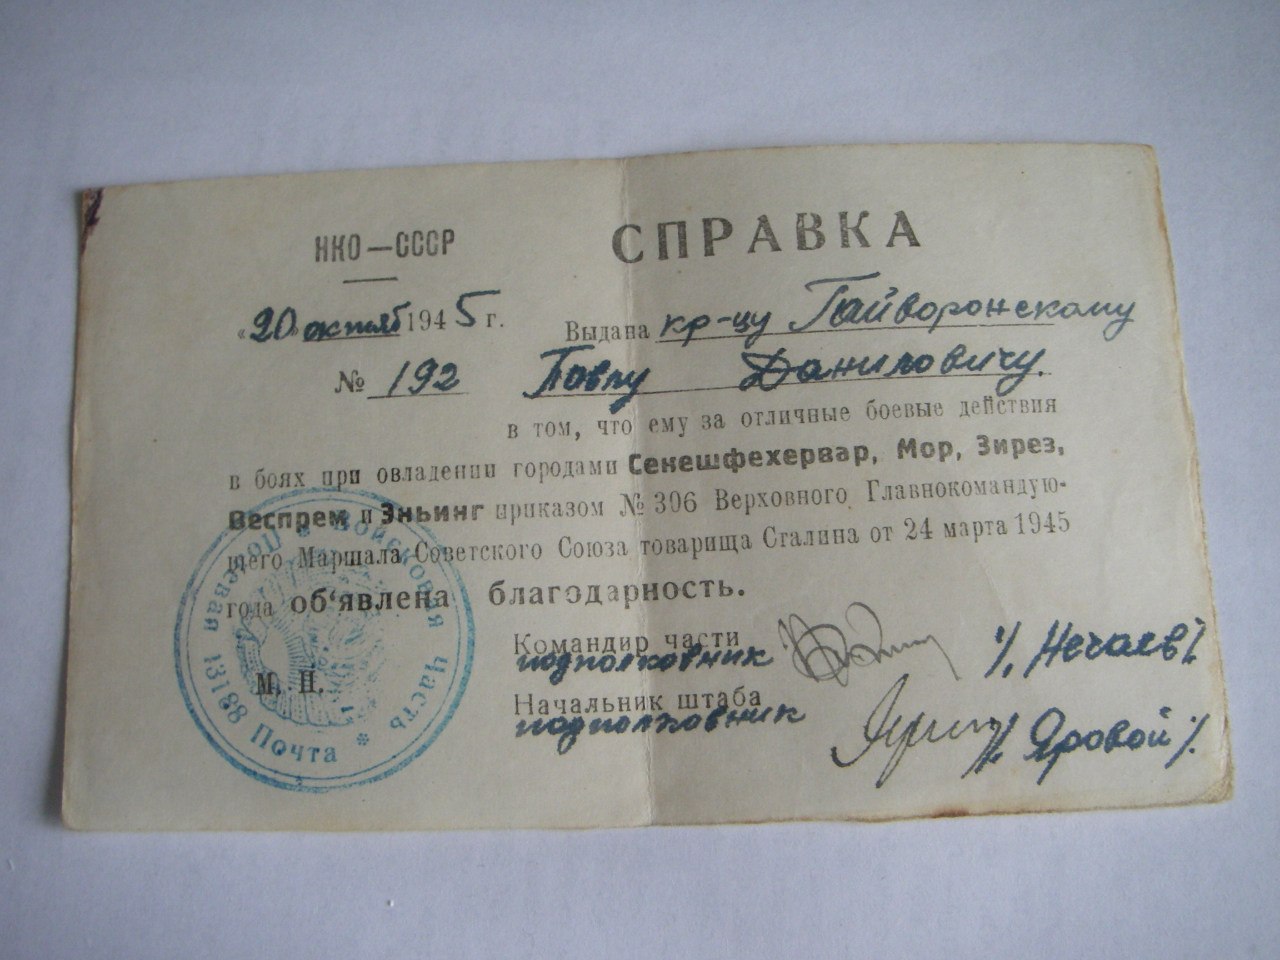 НКО—СССР
СПРАВКА
«20» октяб 1945 г.
Выдана кр-цу Гайворонскому
№ 192
Павлу Даниловичу.
в том, что ему за отличные боевые действия
в боях при овладении городами Секешфехервар, Мор, Зирез,
Веспрем и Эньинг приказом № 306 Верховного Главнокомандую-
щего Маршала Советского Союза товарища Сталина от 24 марта 1945
года об'явлена благодарность.
Командир части
подполковник /Нечаев/
Начальник штаба
подполковник /Яровой/.
М. П.
Войсковая часть * Полевая 13188 Почта *